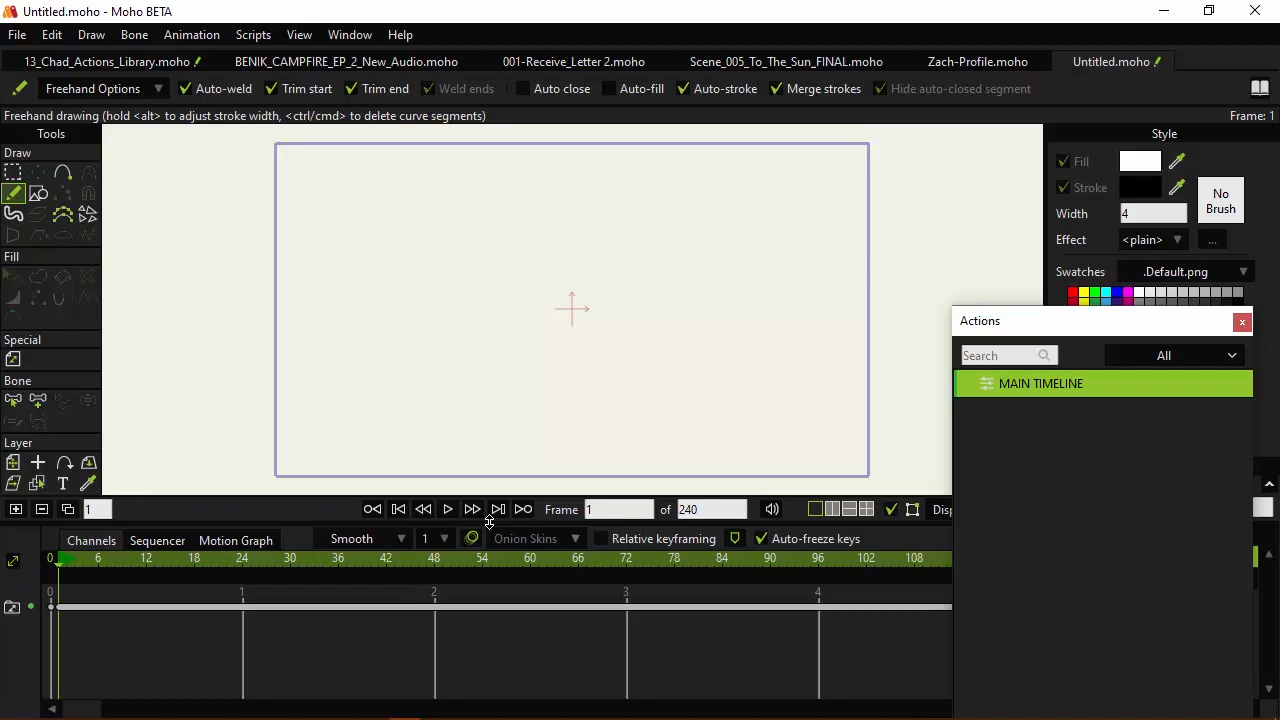 Untitled.moho - Moho BETA
File Edit Draw Bone Animation Scripts View Window Help
13_Chad_Actions_Library.moho BENIK_CAMPFIRE_EP_2_New_Audio.moho 001-Receive_Letter 2.moho Scene_005_To_The_Sun_FINAL.moho Zach-Profile.moho Untitled.moho
Freehand Options Auto-weld Trim start Trim end Weld ends Auto close Auto-fill Auto-stroke Merge strokes Hide auto-closed segment
Freehand drawing (hold <alt> to adjust stroke width, <ctrl/cmd> to delete curve segments) Frame: 1
Tools
Style
Draw
Fill
Stroke
No Brush
Width 4
Effect <plain> ...
Fill
Swatches .Default.png
Actions
Special
Search All
Bone
MAIN TIMELINE
Layer
1 Frame 1 of 240 Disp
Channels Sequencer Motion Graph Smooth 1 Onion Skins Relative keyframing Auto-freeze keys
0 6 12 18 24 30 36 42 48 54 60 66 72 78 84 90 96 102 108
0 1 2 3 4